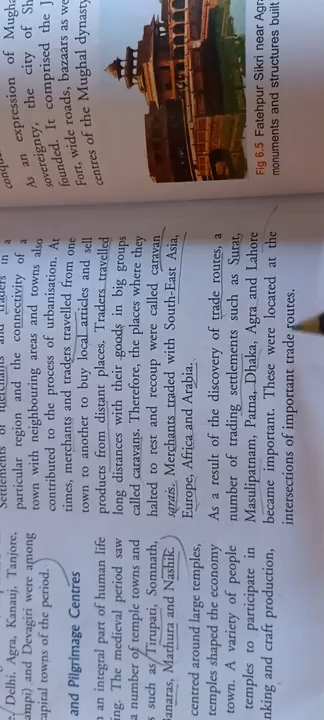 Delhi, Agra, Kanauj, Tanjore,
and Devagiri were among
capital towns of the period.
and Pilgrimage Centres
an integral part of human life
The medieval period saw
a number of temple towns and
such as Tirupati, Somnath,
Banaras, Mathura and Nashik.
centred around large temples,
temples shaped the economy
town. A variety of people
temples to participate in
and craft production,
Settlements of merchants and traders in a
particular region and the connectivity of a
town with neighbouring areas and towns also
contributed to the process of urbanisation. At
times, merchants and traders travelled from one
town to another to buy local articles and sell
products from distant places. Traders travelled
long distances with their goods in big groups
called caravans. Therefore, the places where they
halted to rest and recoup were called caravan
sarais. Merchants traded with South-East Asia,
Europe, Africa and Arabia.
As a result of the discovery of trade routes, a
number of trading settlements such as Surat,
Masulipatnam, Patna, Dhaka, Agra and Lahore
became important. These were located at the
intersections of important trade routes.
As an expression of
sovereignty, the city of
founded. It comprised the
Fort, wide roads, bazaars as
centres of the Mughal dynasty
Fig 6.5 Fatehpur Sikri near
monuments and structures built